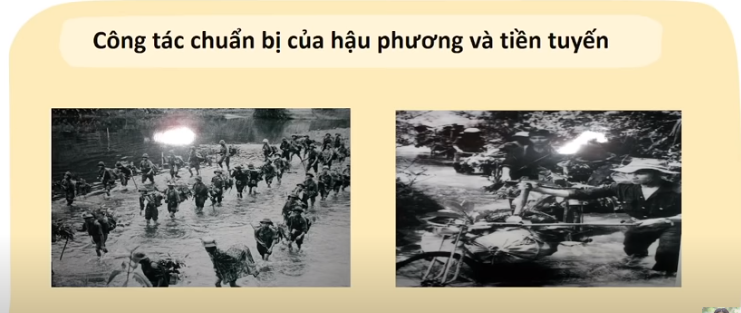 Công tác chuẩn bị của hậu phương và tiền tuyến